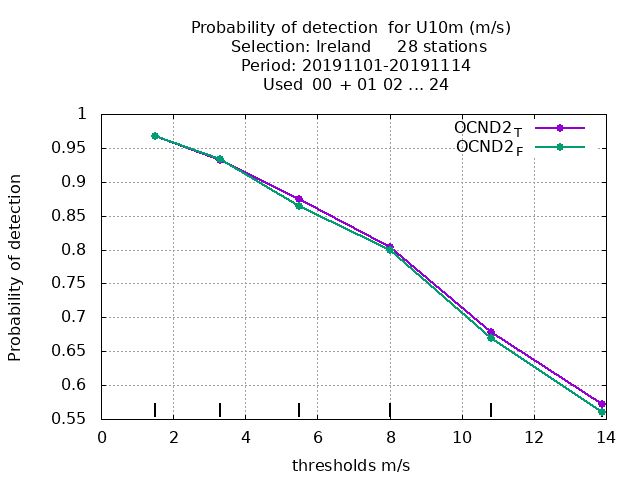 Probability of detection  for U10m (m/s)
Selection: Ireland     28 stations
Period: 20191101-20191114
Used  00  + 01 02 ... 24
1
OCND2T
0.95
OCND2F
0.9
0.85
0.8
0.75
0.7
0.65
0.6
0.55
Probability of detection
0 2 4 6 8 10 12 14
thresholds m/s